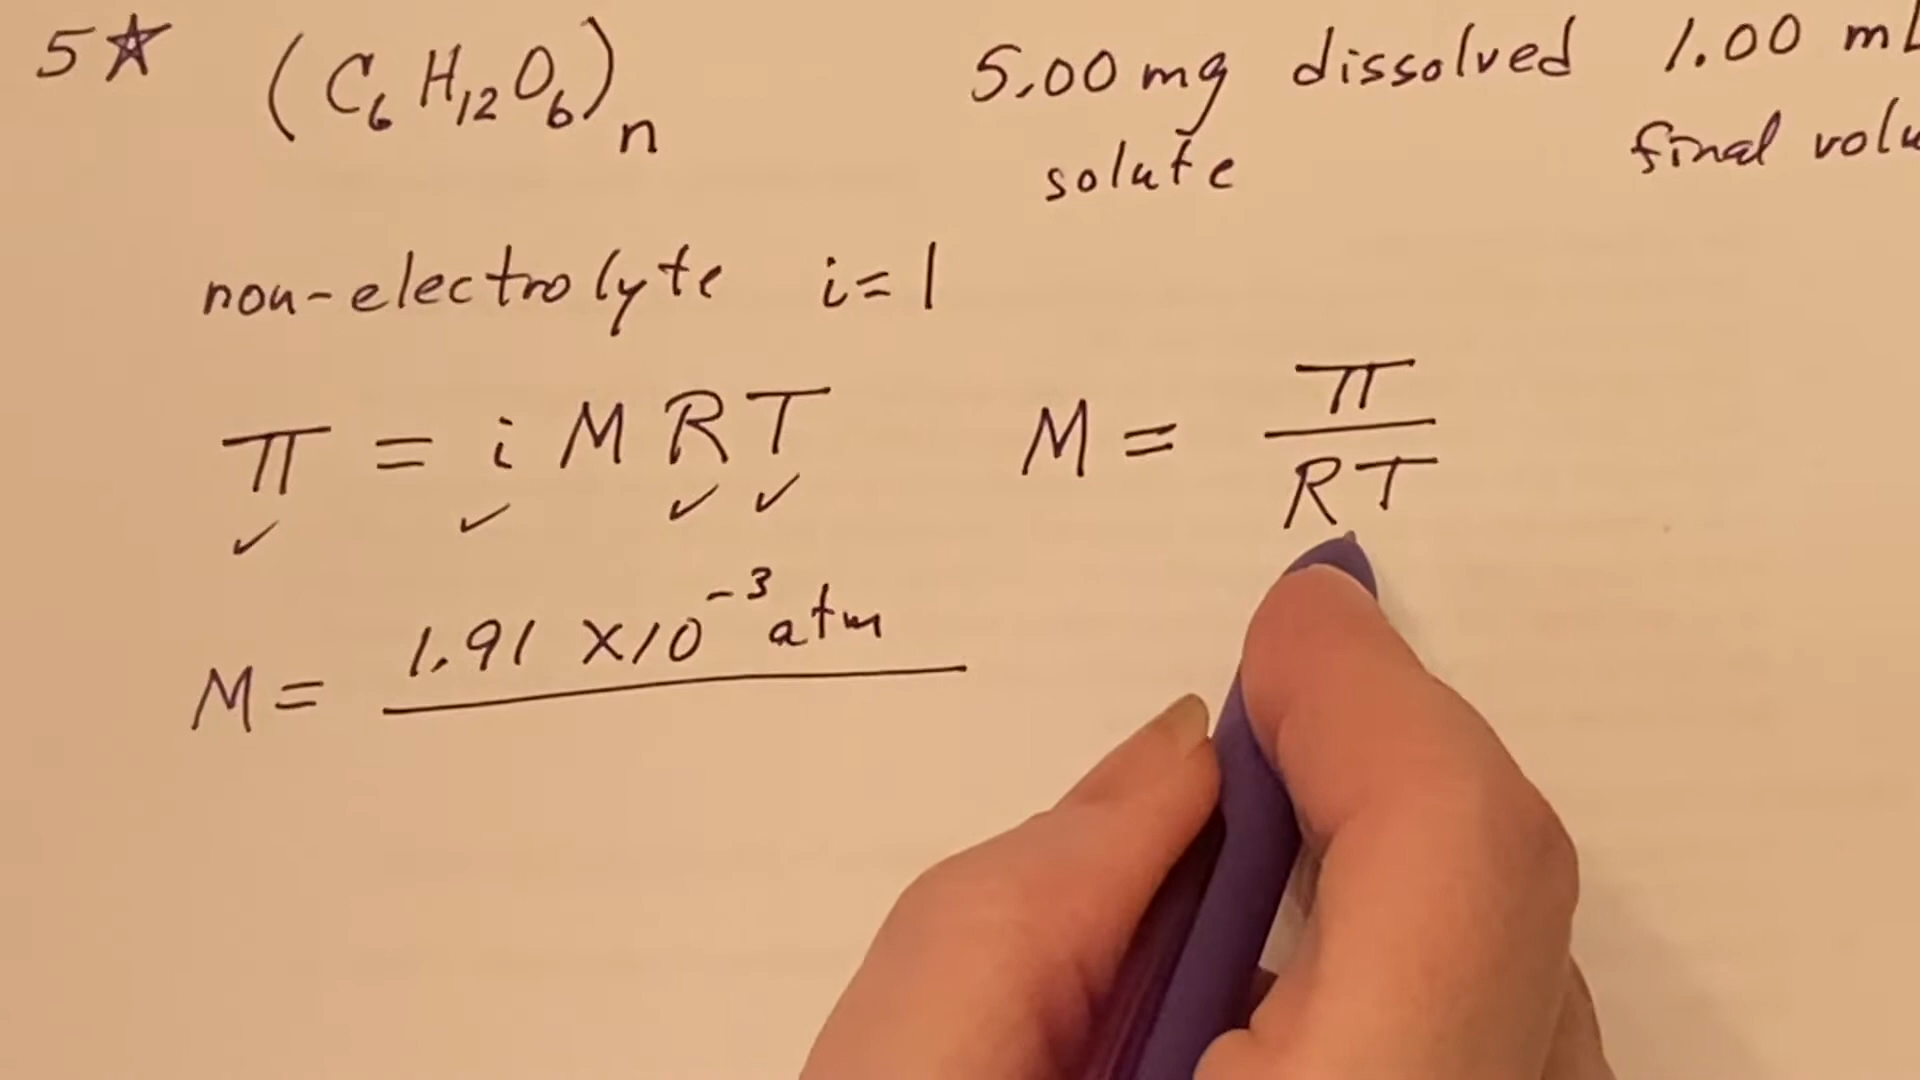 5☆ (C₆H₁₂O₆)ₙ 5.00 mg dissolved 1.00 mL
solute final
non-electrolyte i=1
π = i M R T M = π/RT
✓ ✓ ✓ ✓
M = 1.91 x10⁻³ atm